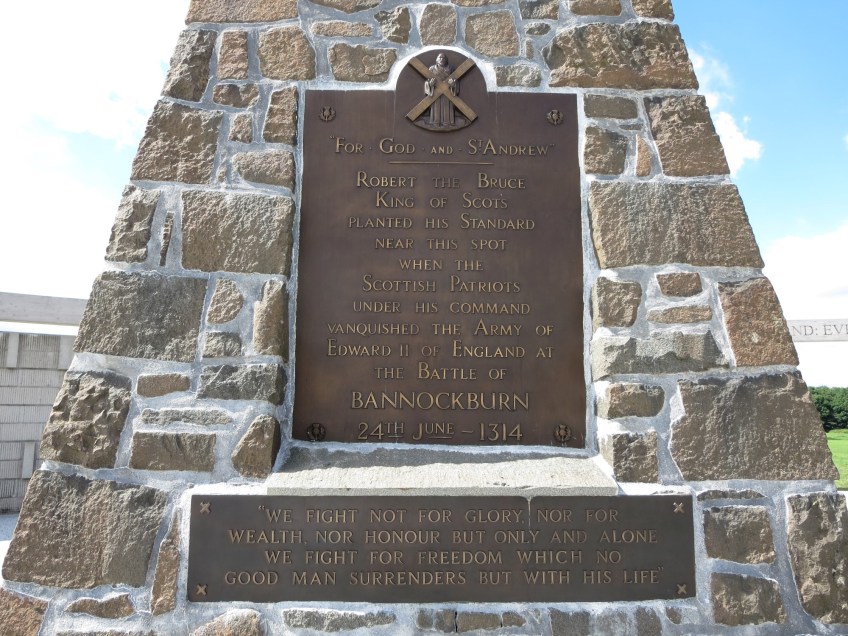 "For · God · and · St Andrew"
Robert the Bruce
King of Scots
planted his Standard
near this spot
when the
Scottish Patriots
under his command
vanquished the Army of
Edward II of England at
the Battle of
BANNOCKBURN
24TH June ~ 1314
"WE FIGHT NOT FOR GLORY, NOR FOR
WEALTH, NOR HONOUR BUT ONLY AND ALONE
WE FIGHT FOR FREEDOM WHICH NO
GOOD MAN SURRENDERS BUT WITH HIS LIFE"